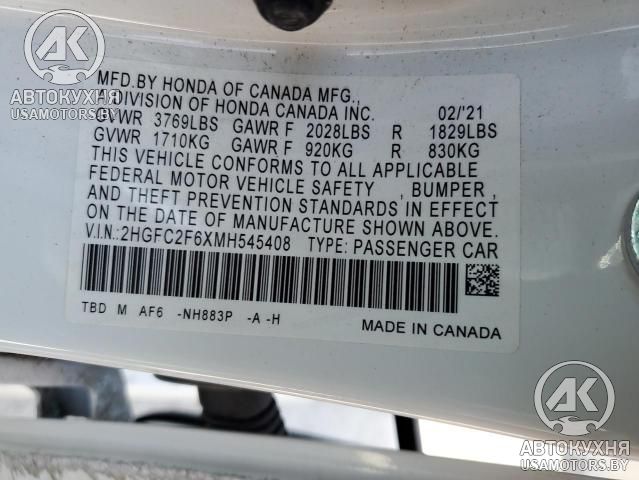 AK
АВТОКУХНЯ
USAMOTORS.BY
MFD.BY HONDA OF CANADA MFG.,
A DIVISION OF HONDA CANADA INC. 02/'21
GVWR 3769LBS GAWR F 2028LBS R 1829LBS
GVWR 1710KG GAWR F 920KG R 830KG
THIS VEHICLE CONFORMS TO ALL APPLICABLE
FEDERAL MOTOR VEHICLE SAFETY , BUMPER ,
AND THEFT PREVENTION STANDARDS IN EFFECT
ON THE DATE OF MANUFACTURE SHOWN ABOVE.
V.I.N.:2HGFC2F6XMH545408 TYPE: PASSENGER CAR
TBD M AF6 -NH883P -A -H
MADE IN CANADA
AK
АВТОКУХНЯ
USAMOTORS.BY